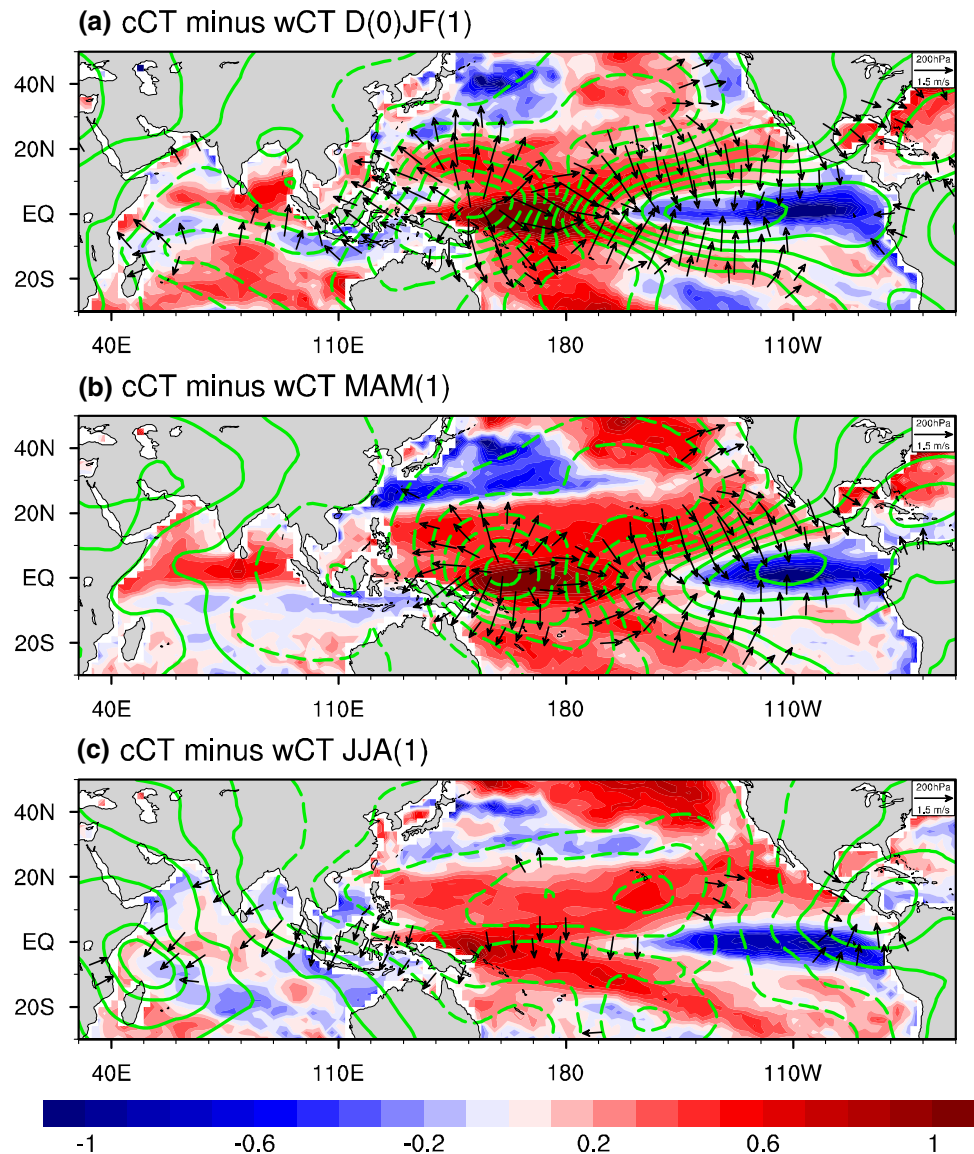 (a) cCT minus wCT D(0)JF(1)
200hPa
1.5 m/s
40N
20N
EQ
20S
40E 110E 180 110W
(b) cCT minus wCT MAM(1)
200hPa
1.5 m/s
40N
20N
EQ
20S
40E 110E 180 110W
(c) cCT minus wCT JJA(1)
200hPa
1.5 m/s
40N
20N
EQ
20S
40E 110E 180 110W
-1 -0.6 -0.2 0.2 0.6 1